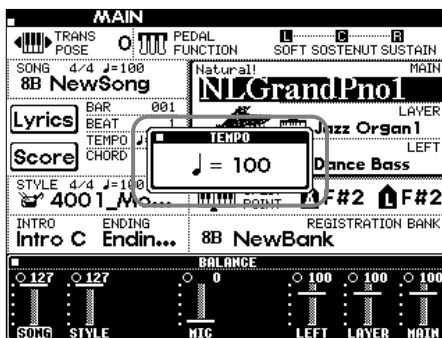 MAIN
TRANS POSE 0 PEDAL FUNCTION L C R SOFT SOSTENUT SUSTAIN
SONG 4/4 ♩=100
8B NewSong
Natural! MAIN
NLGrandPno1
Lyrics BAR 001
BEAT 1
LAYER
Jazz Organ1
TEMPO
♩ = 100
Score TEMPO
CHORD
LEFT
Dance Bass
STYLE 4/4 ♩=100
4001_Mo...
POINT F#2 F#2
INTRO ENDING REGISTRATION BANK
Intro C Endin... 8B NewBank
BALANCE
127 127 0 100 100 100
SONG STYLE MIC LEFT LAYER MAIN